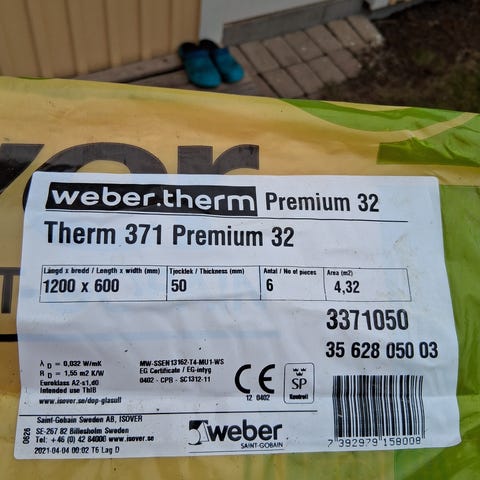 weber.therm Premium 32
Therm 371 Premium 32
Längd x bredd / Length x width (mm) Tjocklek / Thickness (mm) Antal / No of pieces Area (m2)
1200 x 600 50 6 4,32
3371050
35 628 050 03
λ D = 0,032 W/mK
R D = 1,55 m2 K/W
Euroklass A2-s1,d0
Intended use ThIB
www.isover.se/dop-glasull
MW-SSEN13162-T4-MU1-WS
EG Certificate / EG-intyg
0402 - CPB - SC1312-11
CE
12 0402
SP
Kontroll
Saint-Gobain Sweden AB, ISOVER
SE-267 82 Billesholm Sweden
Tel: +46 (0) 42 84000 www.isover.se
2021-04-04 00:02 T6 Lag D
0626
weber
SAINT-GOBAIN
7 392979 158008